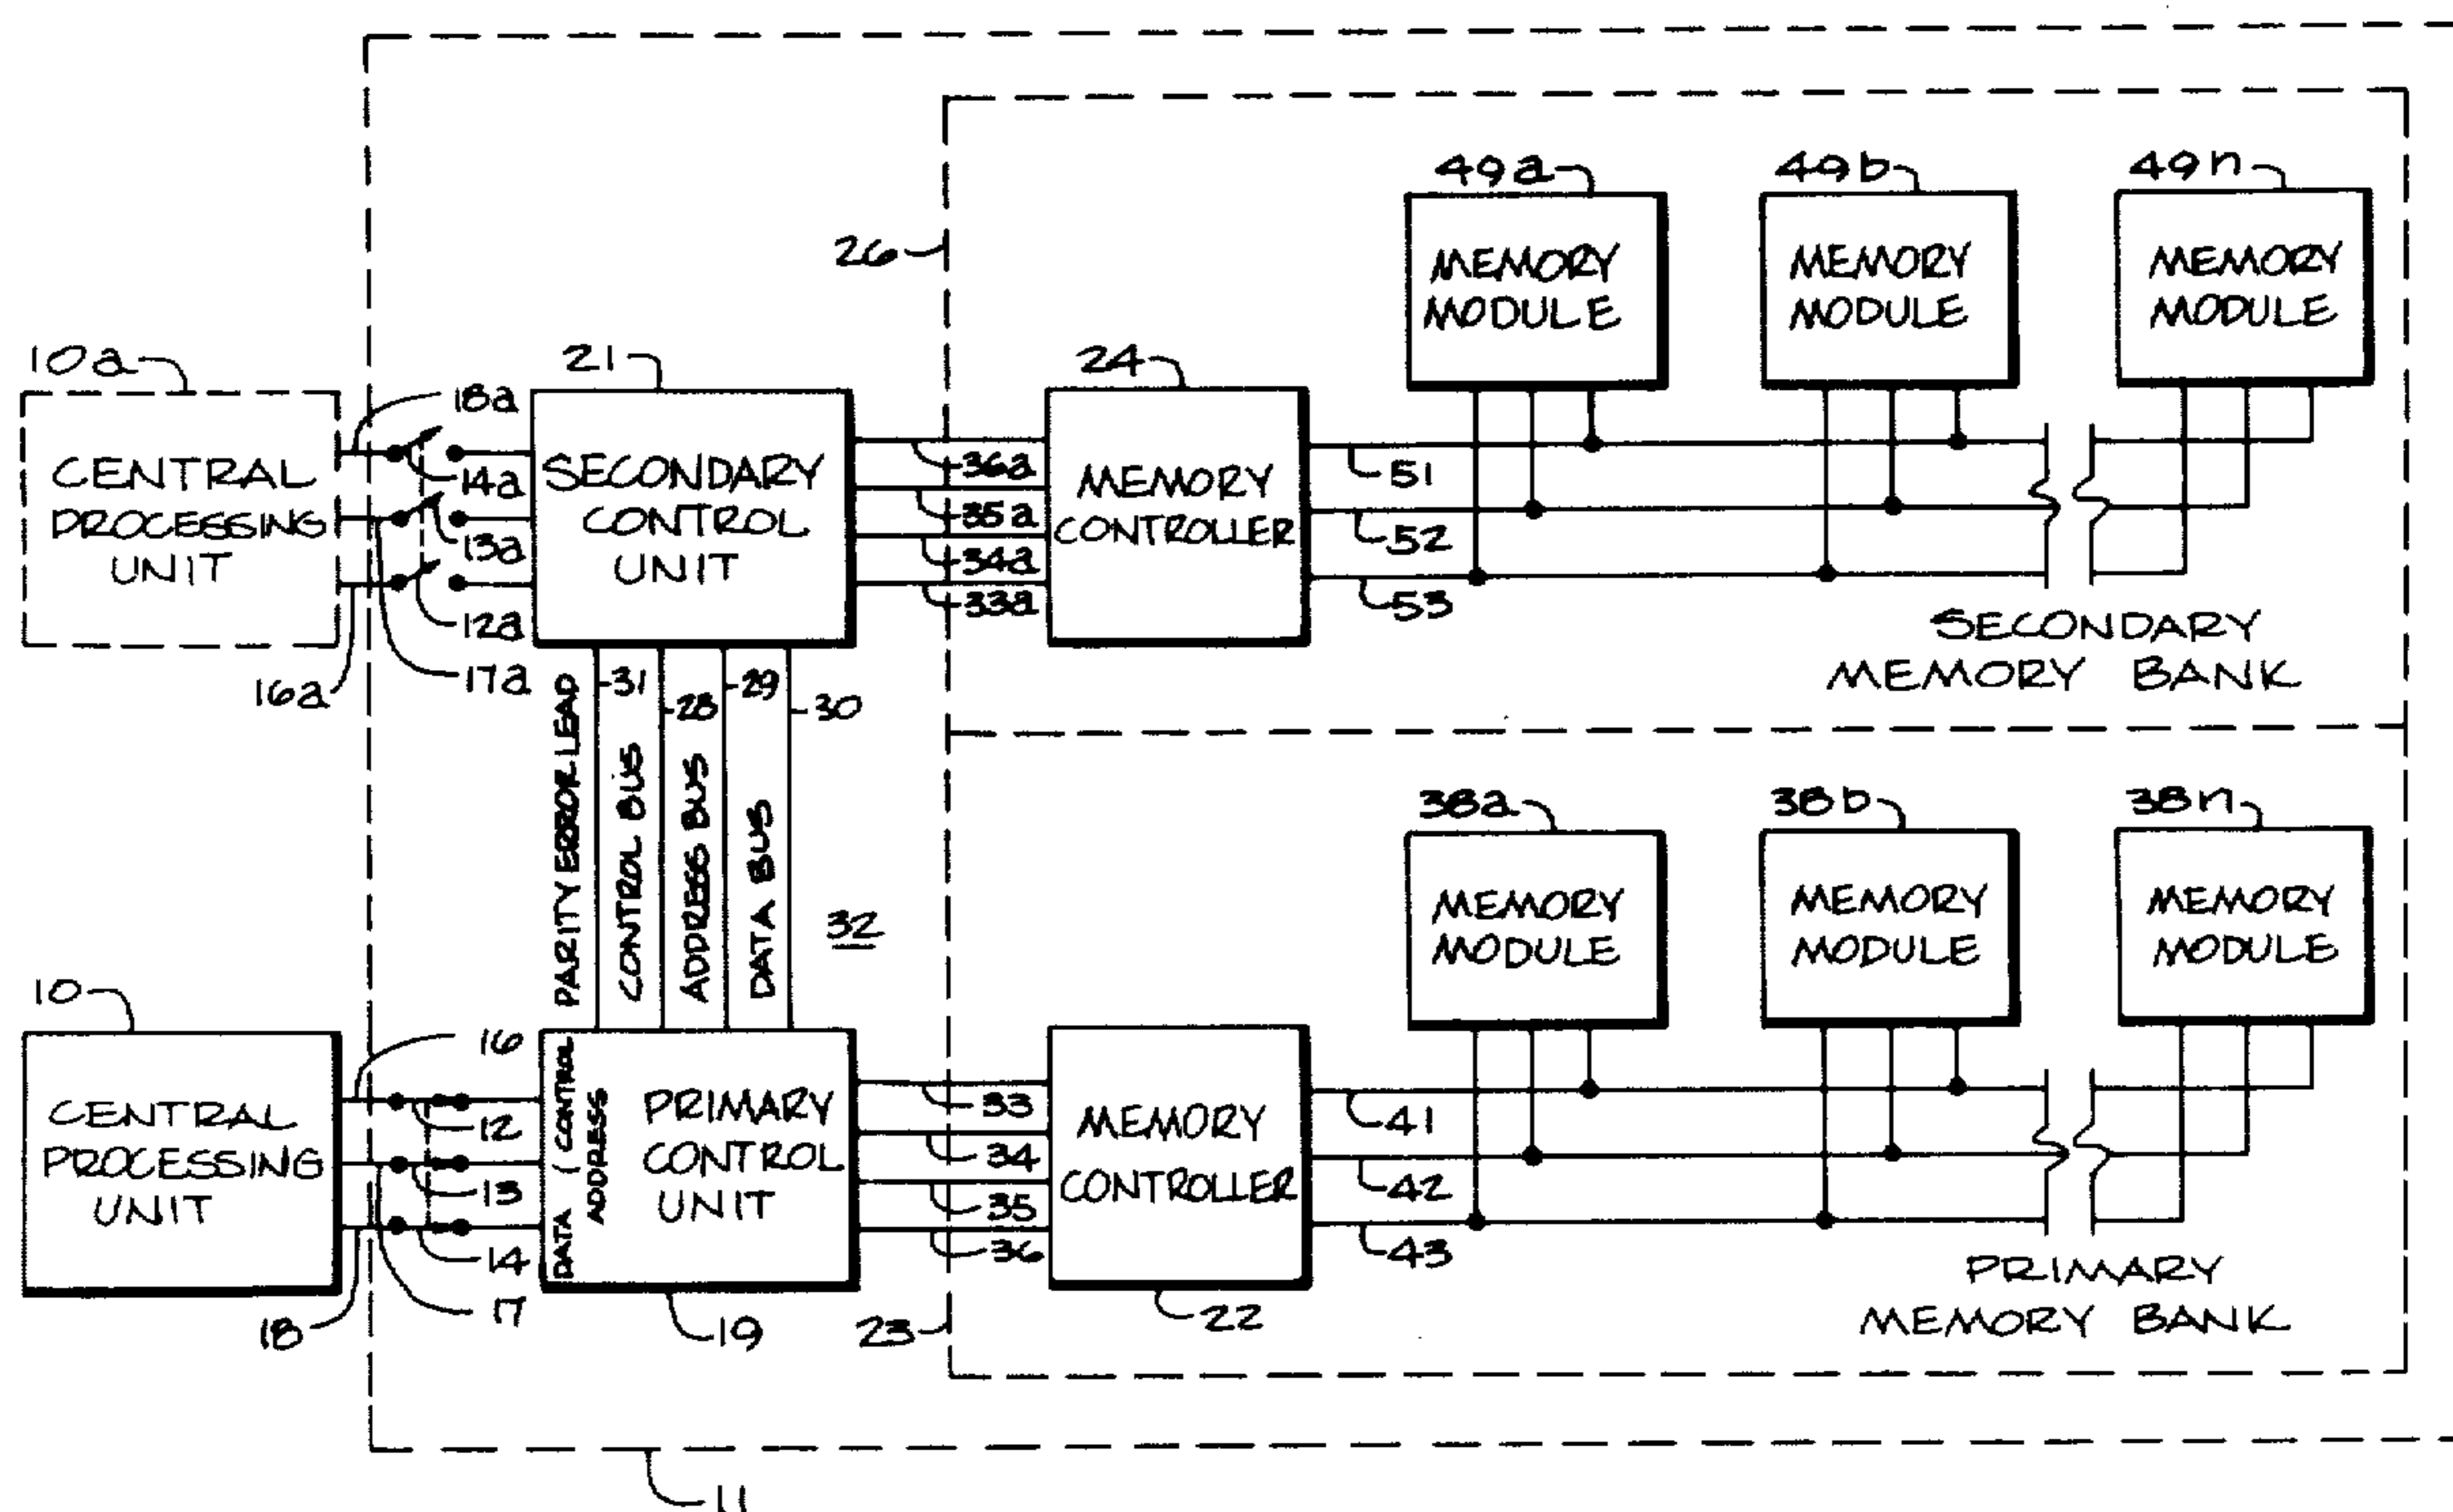 49a
49b
49n
MEMORY
MODULE
MEMORY
MODULE
MEMORY
MODULE
26
10a
21
24
18a
CENTRAL
PROCESSING
UNIT
14a
13a
12a
17a
16a
SECONDARY
CONTROL
UNIT
36a
35a
34a
33a
MEMORY
CONTROLLER
51
52
53
SECONDARY
MEMORY BANK
31
28
29
30
PARITY ERROR LEAD
CONTROL BUS
ADDRESS BUS
DATA BUS
32
38a
38b
38n
MEMORY
MODULE
MEMORY
MODULE
MEMORY
MODULE
10
16
CENTRAL
PROCESSING
UNIT
12
13
14
17
18
CONTROL
ADDRESS
DATA
PRIMARY
CONTROL
UNIT
19
33
34
35
36
23
MEMORY
CONTROLLER
22
41
42
43
PRIMARY
MEMORY BANK
11